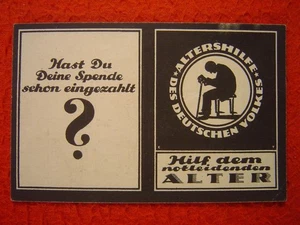 Hast Du
Deine Spende
schon eingezahlt
?
ALTERSHILFE
DES DEUTSCHEN VOLKES
Hilf dem
notleidenden
ALTER